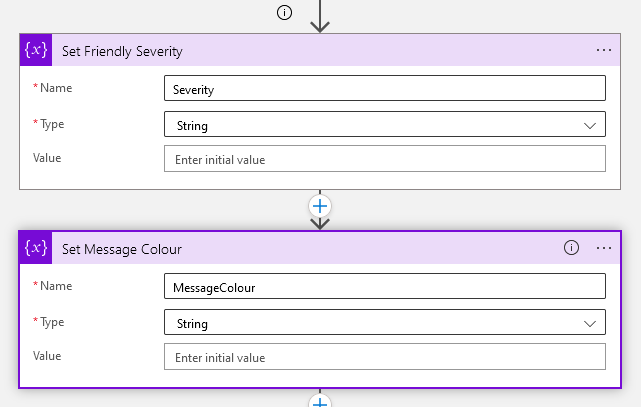 {x} Set Friendly Severity ...
* Name Severity
* Type String
Value Enter initial value
{x} Set Message Colour ...
* Name MessageColour
* Type String
Value Enter initial value